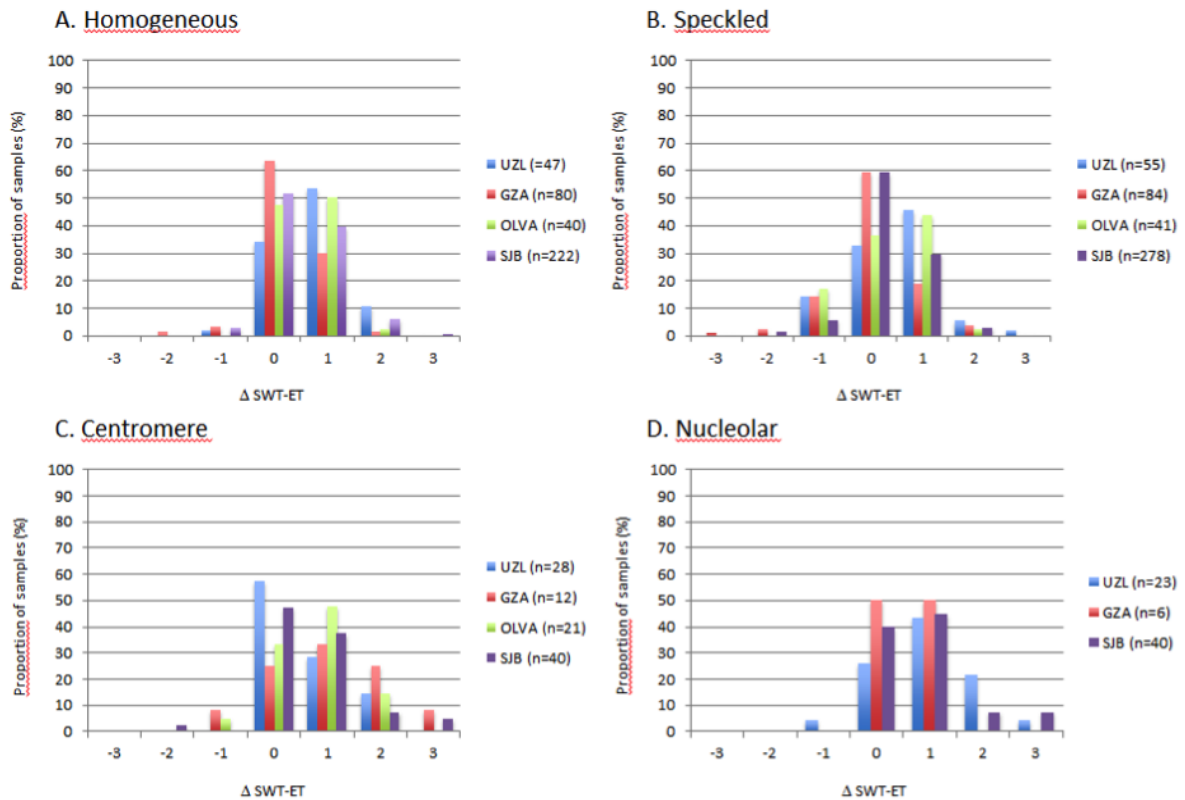 A. Homogeneous
Proportion of samples (%)
100
90
80
70
60
50
40
30
20
10
0
-3 -2 -1 0 1 2 3
Δ SWT-ET
UZL (=47)
GZA (n=80)
OLVA (n=40)
SJB (n=222)
B. Speckled
Proportion of samples (%)
100
90
80
70
60
50
40
30
20
10
0
-3 -2 -1 0 1 2 3
Δ SWT-ET
UZL (n=55)
GZA (n=84)
OLVA (n=41)
SJB (n=278)
C. Centromere
Proportion of samples (%)
100
90
80
70
60
50
40
30
20
10
0
-3 -2 -1 0 1 2 3
Δ SWT-ET
UZL (n=28)
GZA (n=12)
OLVA (n=21)
SJB (n=40)
D. Nucleolar
Proportion of samples (%)
100
90
80
70
60
50
40
30
20
10
0
-3 -2 -1 0 1 2 3
Δ SWT-ET
UZL (n=23)
GZA (n=6)
SJB (n=40)